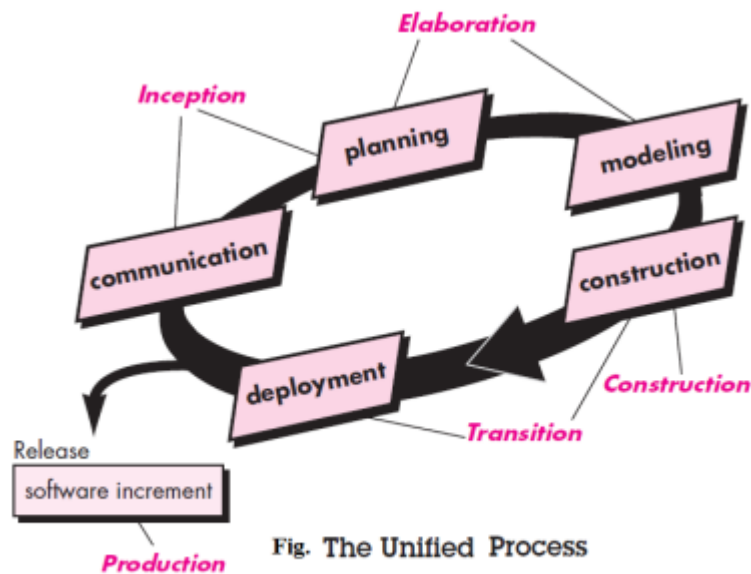 Elaboration
Inception
planning
modeling
communication
construction
deployment
Construction
Transition
Release
software increment
Production
Fig. The Unified Process